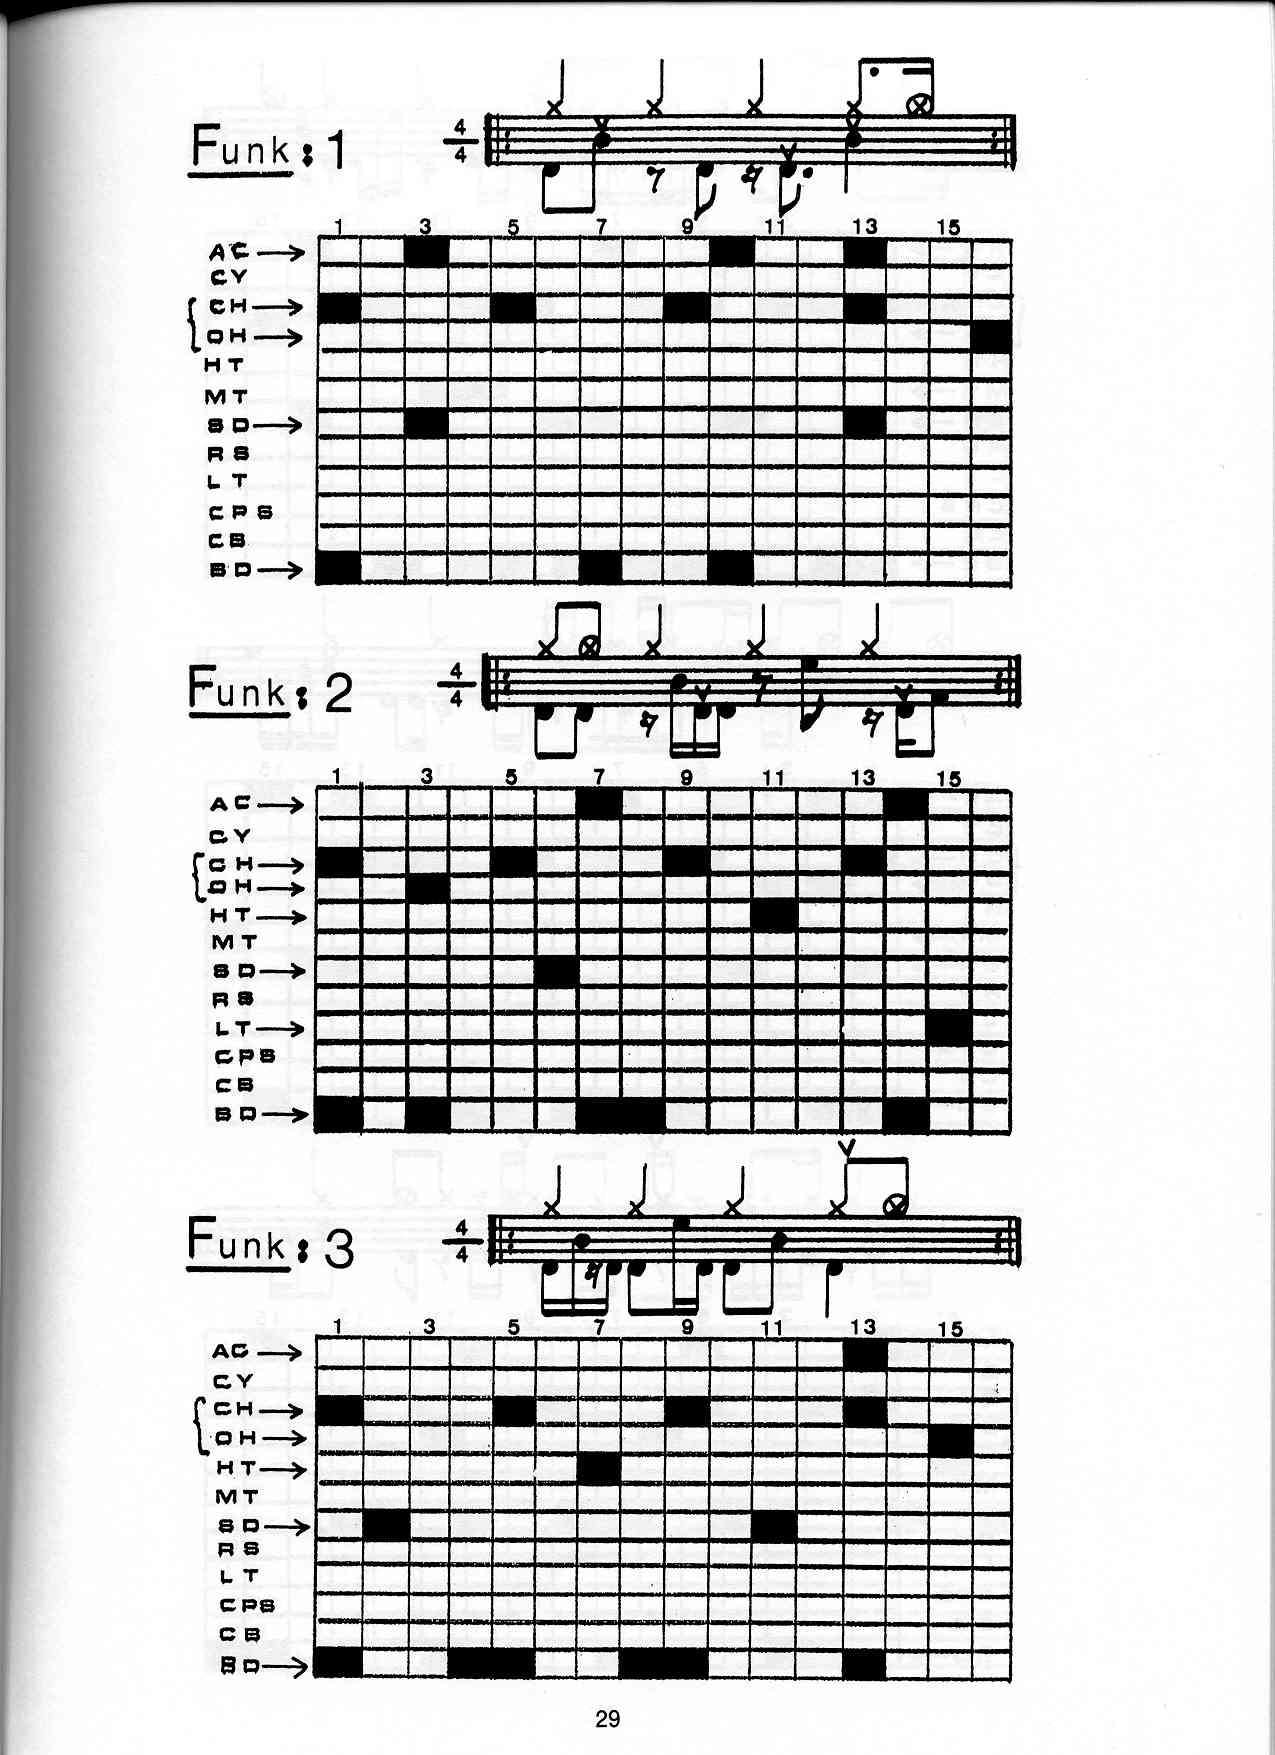 Funk: 1
4
4
1 3 5 7 9 11 13 15
AC →
CY
CH →
OH →
HT
MT
SD →
RS
LT
CPS
CB
BD →
Funk: 2
4
4
1 3 5 7 9 11 13 15
AC →
CY
CH →
OH →
HT →
MT
SD →
RS
LT →
CPS
CB
BD →
Funk: 3
4
4
1 3 5 7 9 11 13 15
AC →
CY
CH →
OH →
HT →
MT
SD →
RS
LT
CPS
CB
BD →
29